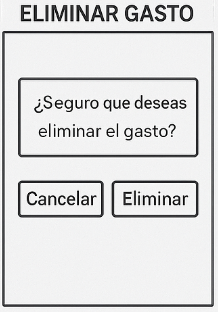 ELIMINAR GASTO
¿Seguro que deseas
eliminar el gasto?
Cancelar
Eliminar